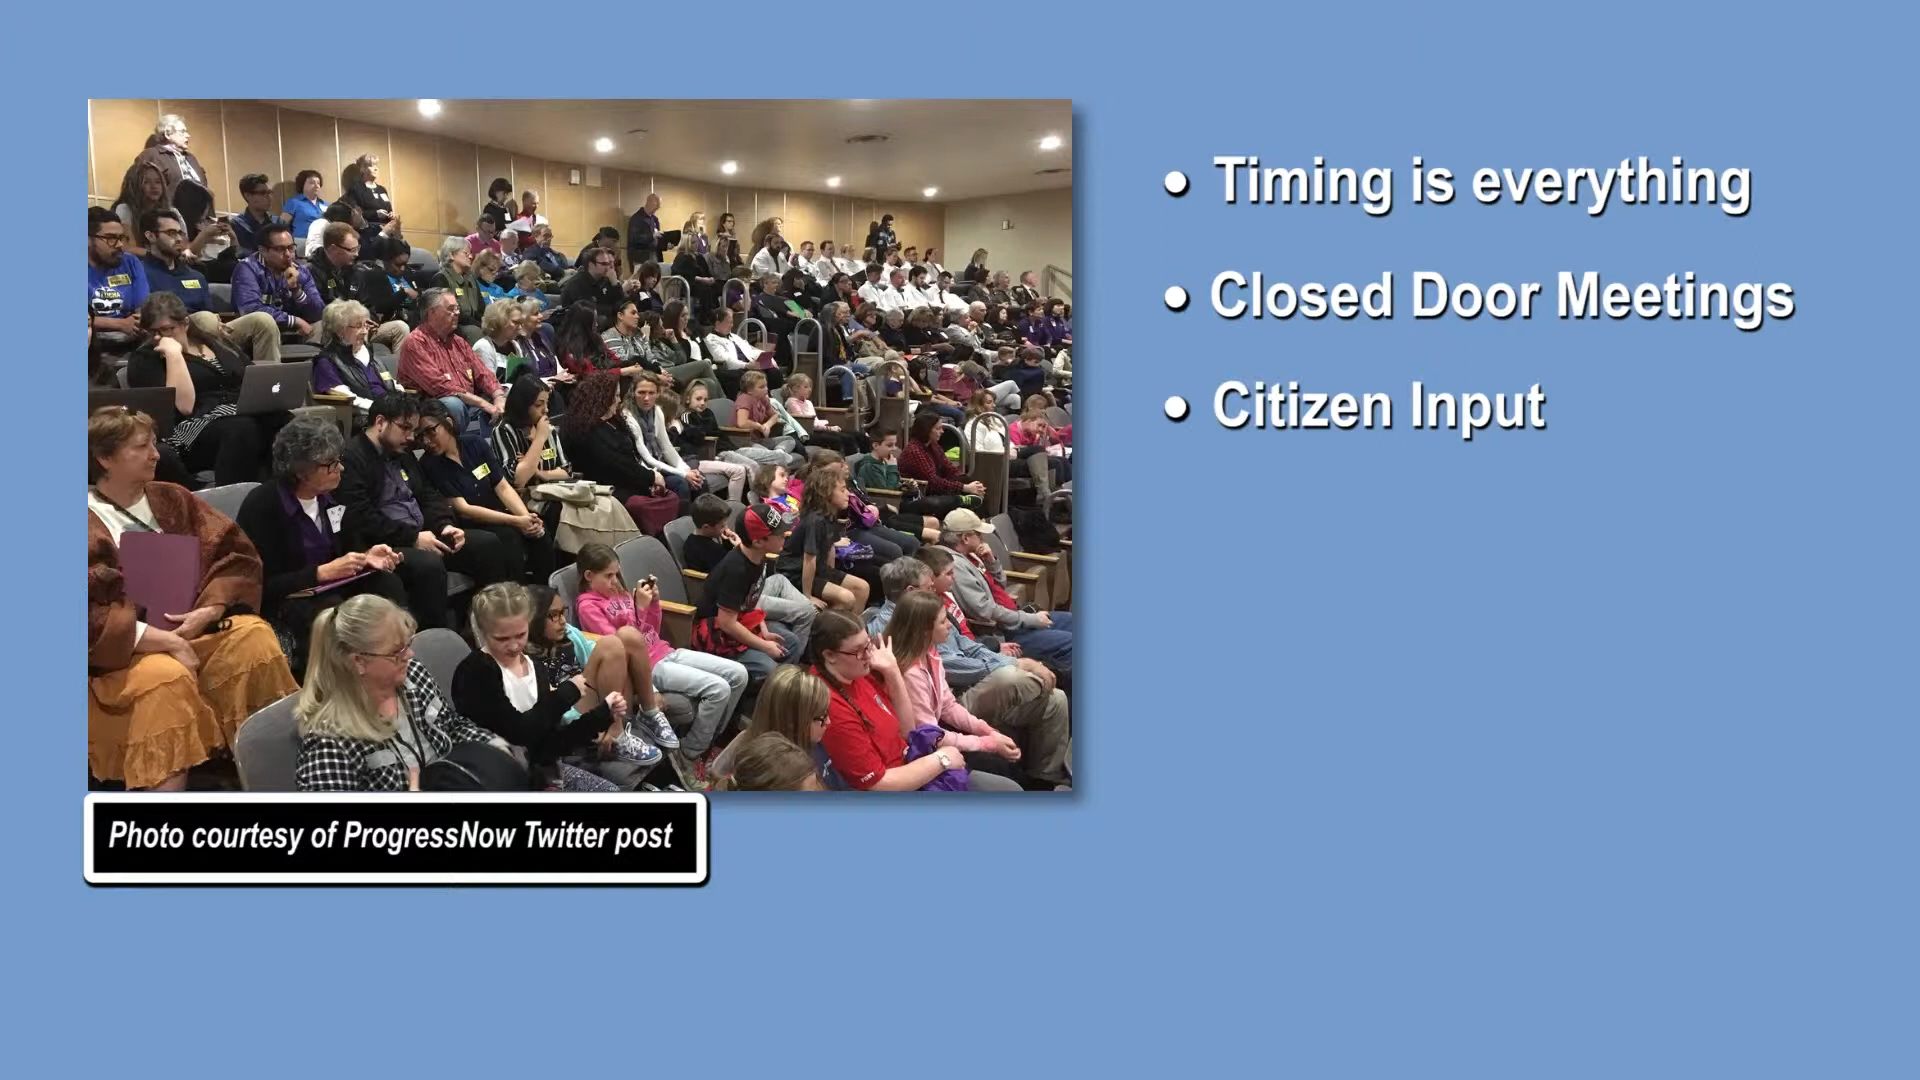 • Timing is everything
• Closed Door Meetings
• Citizen Input
Photo courtesy of ProgressNow Twitter post